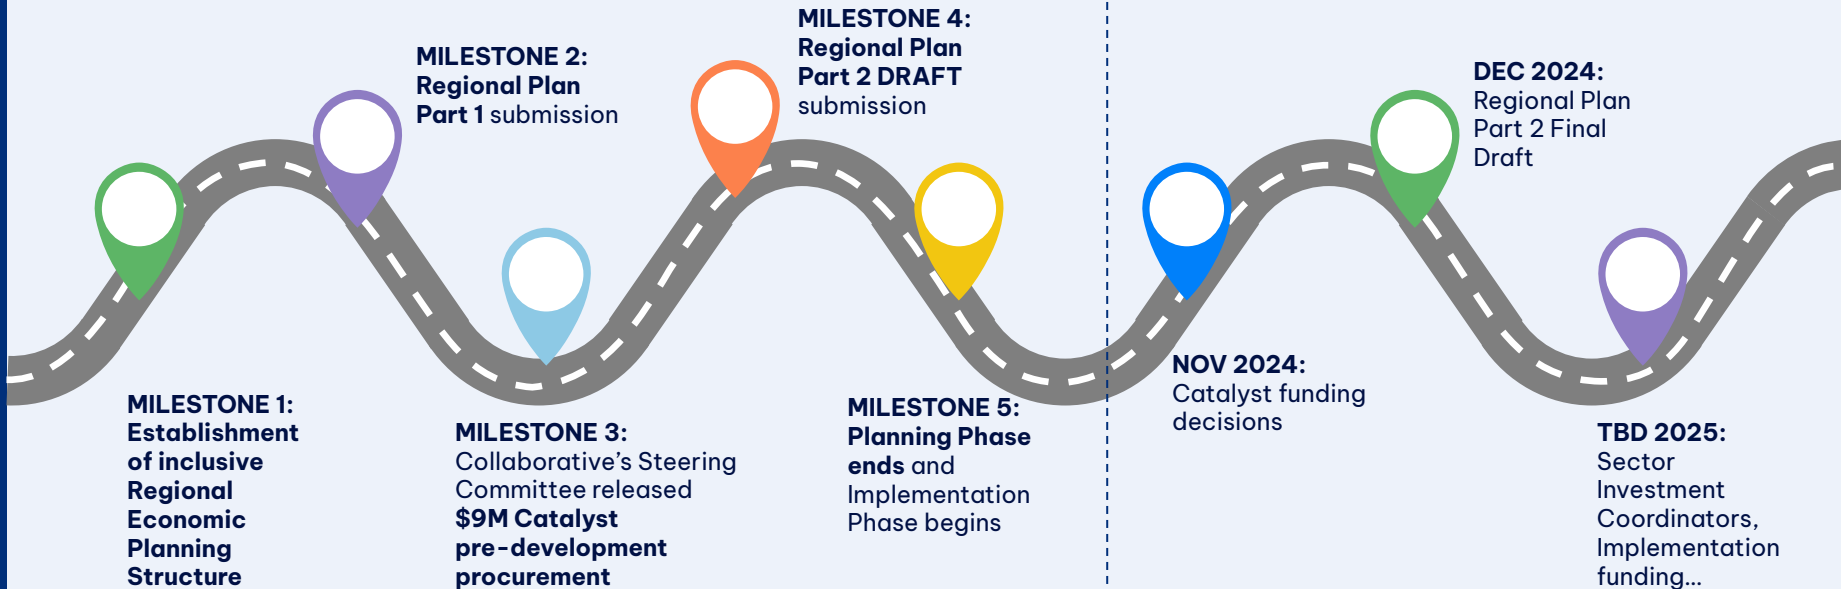 MILESTONE 1:
Establishment
of inclusive
Regional
Economic
Planning
Structure
MILESTONE 2:
Regional Plan
Part 1 submission
MILESTONE 3:
Collaborative’s Steering
Committee released
$9M Catalyst
pre-development
procurement
MILESTONE 4:
Regional Plan
Part 2 DRAFT
submission
MILESTONE 5:
Planning Phase
ends and
Implementation
Phase begins
NOV 2024:
Catalyst funding
decisions
DEC 2024:
Regional Plan
Part 2 Final
Draft
TBD 2025:
Sector
Investment
Coordinators,
Implementation
funding...